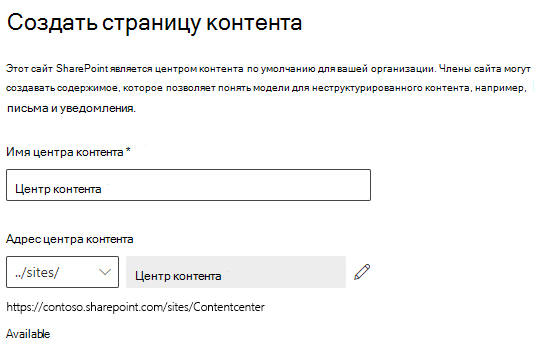 Создать страницу контента
Этот сайт SharePoint является центром контента по умолчанию для вашей организации. Члены сайта могут
создавать содержимое, которое позволяет понять модели для неструктурированного контента, например,
письма и уведомления.
Имя центра контента *
Центр контента
Адрес центра контента
../sites/ Центр контента
https://contoso.sharepoint.com/sites/Contentcenter
Available